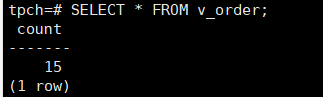 tpch=# SELECT * FROM v_order;
count
-------
15
(1 row)